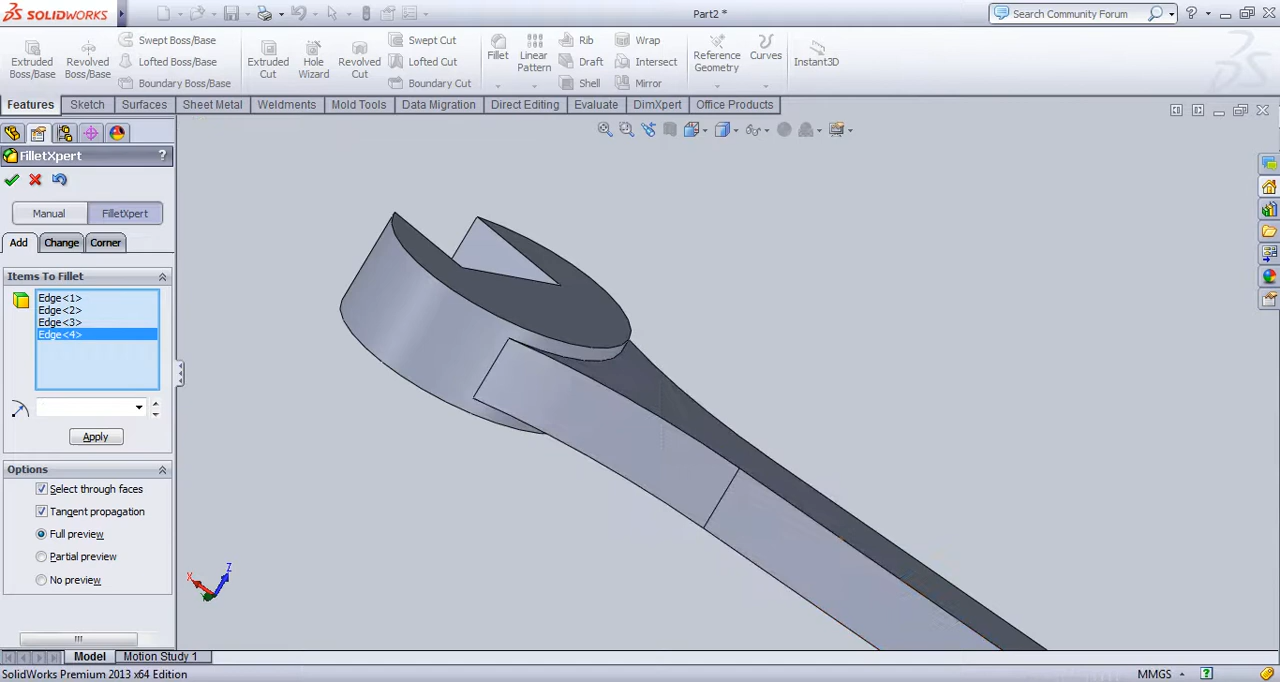 SOLIDWORKS
Part2 *
Search Community Forum
Extruded Boss/Base
Revolved Boss/Base
Swept Boss/Base
Lofted Boss/Base
Boundary Boss/Base
Extruded Cut
Hole Wizard
Revolved Cut
Swept Cut
Lofted Cut
Boundary Cut
Fillet
Linear Pattern
Rib
Draft
Shell
Wrap
Intersect
Mirror
Reference Geometry
Curves
Instant3D
Features Sketch Surfaces Sheet Metal Weldments Mold Tools Data Migration Direct Editing Evaluate DimXpert Office Products
FilletXpert ?
Manual FilletXpert
Add Change Corner
Items To Fillet
Edge<1>
Edge<2>
Edge<3>
Edge<4>
Apply
Options
Select through faces
Tangent propagation
Full preview
Partial preview
No preview
X Z
Model Motion Study 1
SolidWorks Premium 2013 x64 Edition
MMGS